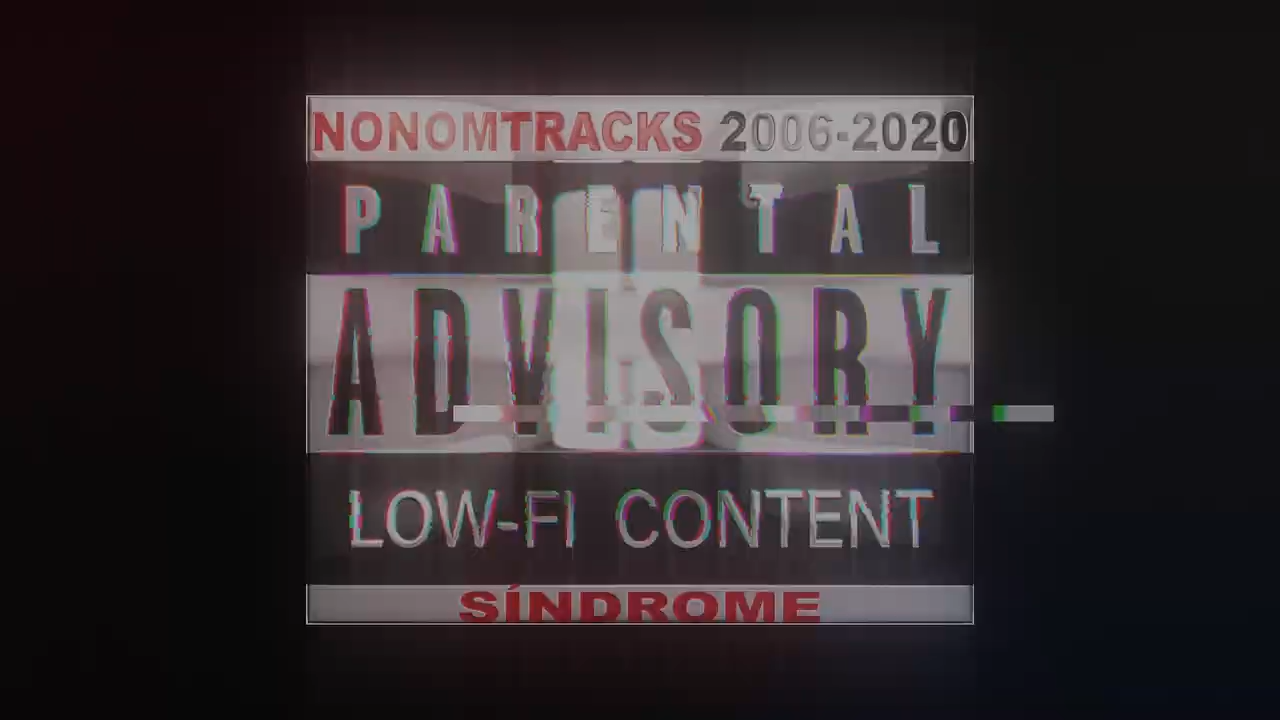 NONOMTRACKS 2006-2020
PARENTAL
ADVISORY
LOW-FI CONTENT
SÍNDROME